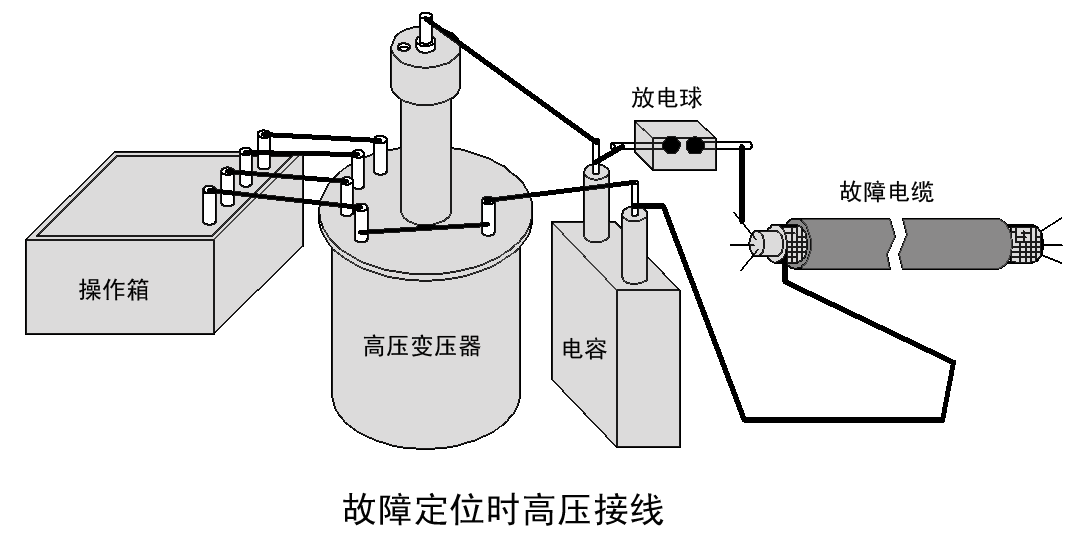 放电球
故障电缆
操作箱
高压变压器
电容
故障定位时高压接线